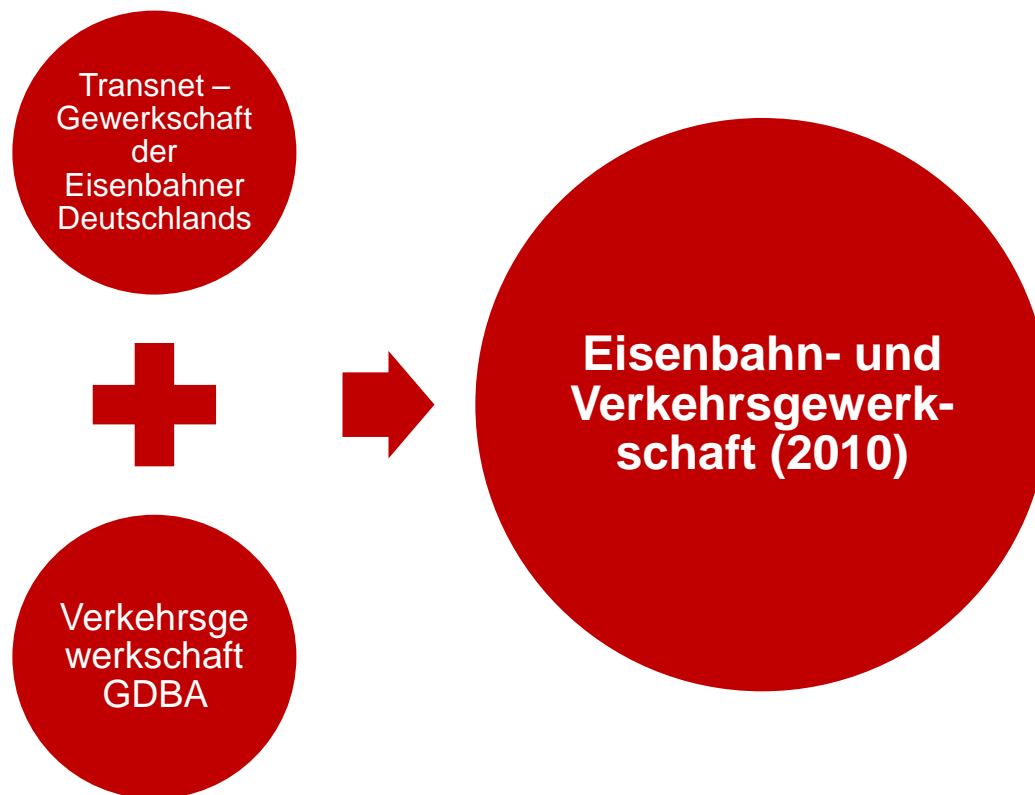 Transnet –
Gewerkschaft
der
Eisenbahner
Deutschlands
Verkehrsge
werkschaft
GDBA
Eisenbahn- und
Verkehrsgewerk-
schaft (2010)